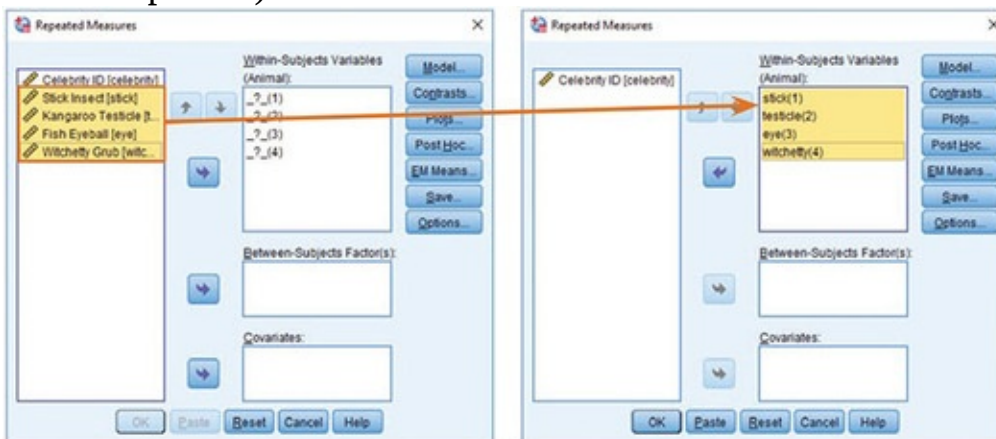 Repeated Measures
Celebrity ID [celebrity]
Stick Insect [stick]
Kangaroo Testicle [t...
Fish Eyeball [eye]
Witchetty Grub [witc...
Within-Subjects Variables
(Animal):
_?_(1)
_?_(2)
_?_(3)
_?_(4)
Between-Subjects Factor(s):
Covariates:
Model...
Contrasts...
Plots...
Post Hoc...
EM Means...
Save...
Options...
OK Paste Reset Cancel Help
Repeated Measures
Celebrity ID [celebrity]
Within-Subjects Variables
(Animal):
stick(1)
testicle(2)
eye(3)
witchetty(4)
Between-Subjects Factor(s):
Covariates:
Model...
Contrasts...
Plots...
Post Hoc...
EM Means...
Save...
Options...
OK Paste Reset Cancel Help